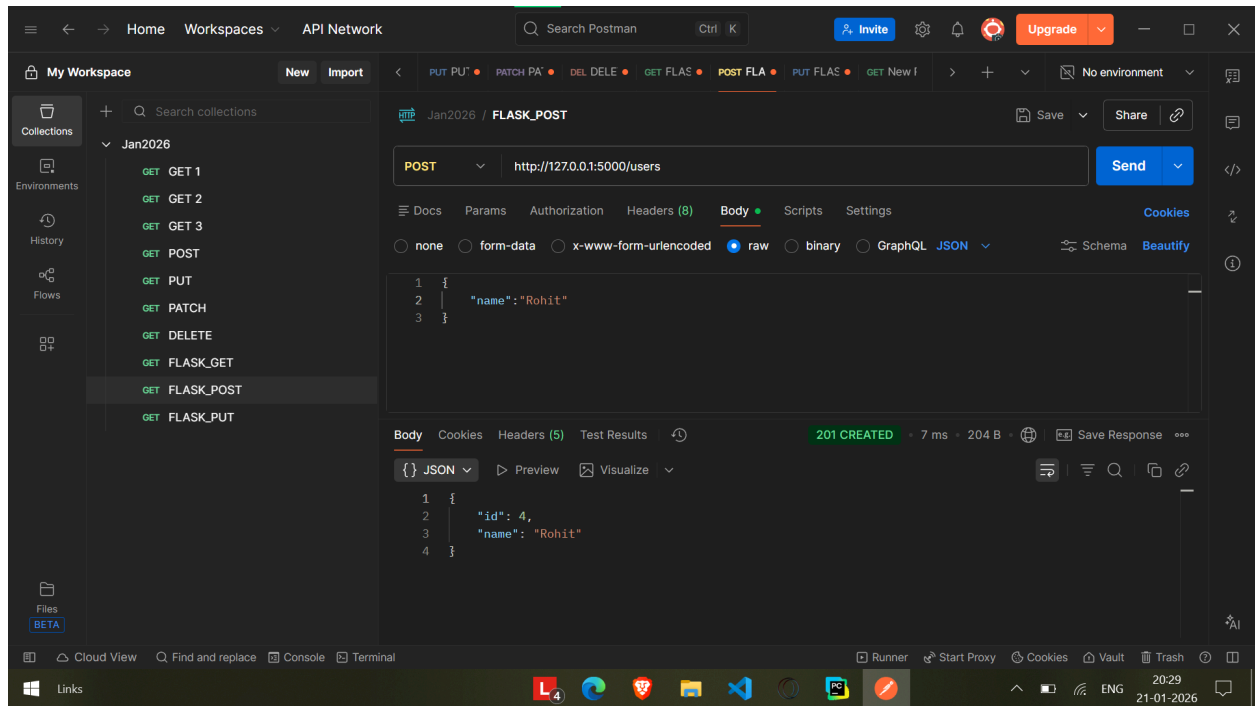 Home Workspaces API Network Search Postman Ctrl K Invite Upgrade
My Workspace New Import PUT PU PATCH PA DEL DELE GET FLAS POST FLA PUT FLAS GET New No environment
Collections
Search collections
HTTP Jan2026 / FLASK_POST Save Share
Jan2026
GET GET 1
POST http://127.0.0.1:5000/users Send
Environments
GET GET 2
Docs Params Authorization Headers (8) Body Scripts Settings Cookies
History
GET GET 3
none form-data x-www-form-urlencoded raw binary GraphQL JSON Schema Beautify
GET POST
Flows
GET PUT
1 {
2 "name":"Rohit"
3 }
GET PATCH
GET DELETE
GET FLASK_GET
GET FLASK_POST
GET FLASK_PUT
Body Cookies Headers (5) Test Results 201 CREATED 7 ms 204 B e.g. Save Response
{} JSON Preview Visualize
1 {
2 "id": 4,
3 "name": "Rohit"
4 }
Files
BETA
AI
Cloud View Find and replace Console Terminal Runner Start Proxy Cookies Vault Trash
Links L 4 PC ENG 20:29
21-01-2026